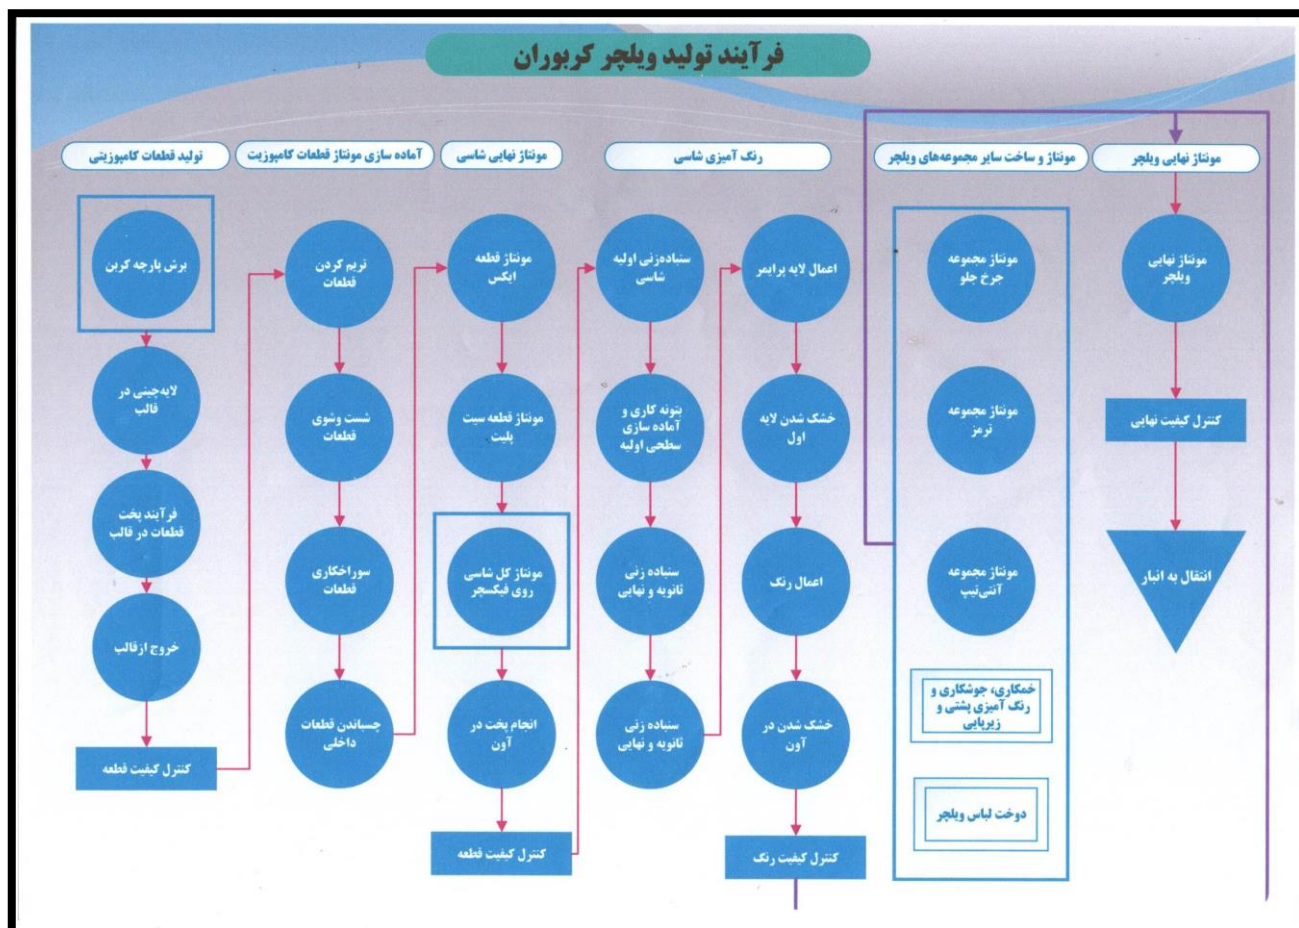 فرآیند تولید ویلچر کربوران
تولید قطعات کامپوزیتی
برش پارچه کربن
لایه‌چینی در
قالب
فرآیند پخت
قطعات در قالب
خروج از قالب
کنترل کیفیت قطعه
آماده سازی مونتاژ قطعات کامپوزیت
تریم کردن
قطعات
شست وشوی
قطعات
سوراخکاری
قطعات
چسباندن قطعات
داخلی
مونتاژ نهایی شاسی
مونتاژ قطعه
ایکس
مونتاژ قطعه سیت
پلیت
مونتاژ کل شاسی
روی فیکسچر
انجام پخت در
آون
کنترل کیفیت قطعه
رنگ آمیزی شاسی
سنباده‌زنی اولیه
شاسی
بتونه کاری و
آماده سازی
سطحی اولیه
سنباده زنی
ثانویه و نهایی
سنباده زنی
ثانویه و نهایی
اعمال لایه پرایمر
خشک شدن لایه
اول
اعمال رنگ
خشک شدن در
آون
کنترل کیفیت رنگ
مونتاژ و ساخت سایر مجموعه‌های ویلچر
مونتاژ مجموعه
چرخ جلو
مونتاژ مجموعه
ترمز
مونتاژ مجموعه
آنتی‌تیپ
خمکاری، جوشکاری و
رنگ آمیزی پشتی و
زیرپایی
دوخت لباس ویلچر
مونتاژ نهایی ویلچر
مونتاژ نهایی
ویلچر
کنترل کیفیت نهایی
انتقال به انبار